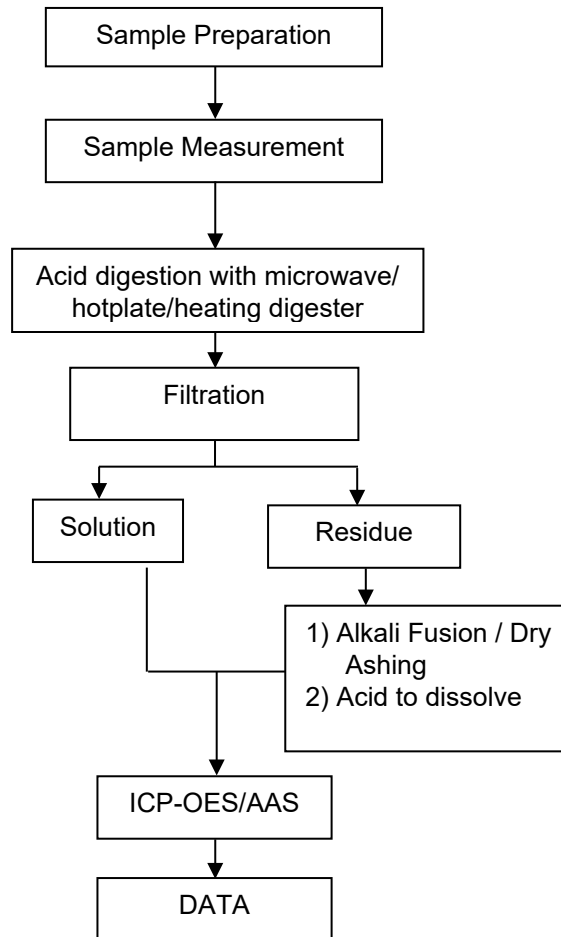 Sample Preparation
Sample Measurement
Acid digestion with microwave/
hotplate/heating digester
Filtration
Solution
Residue
1) Alkali Fusion / Dry
Ashing
2) Acid to dissolve
ICP-OES/AAS
DATA